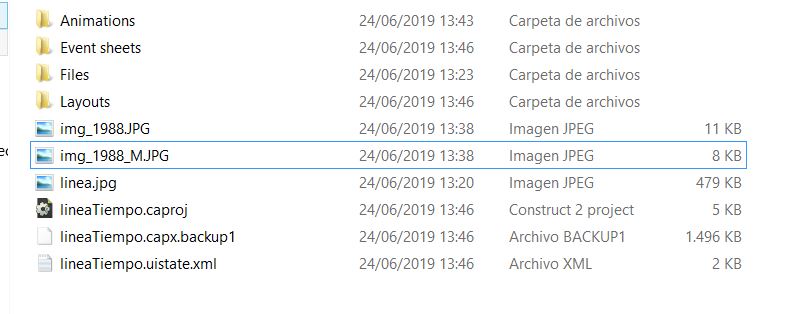 Animations 24/06/2019 13:43 Carpeta de archivos
Event sheets 24/06/2019 13:46 Carpeta de archivos
Files 24/06/2019 13:23 Carpeta de archivos
Layouts 24/06/2019 13:46 Carpeta de archivos
img_1988.JPG 24/06/2019 13:38 Imagen JPEG 11 KB
img_1988_M.JPG 24/06/2019 13:38 Imagen JPEG 8 KB
linea.jpg 24/06/2019 13:20 Imagen JPEG 479 KB
lineaTiempo.caproj 24/06/2019 13:46 Construct 2 project 5 KB
lineaTiempo.capx.backup1 24/06/2019 13:46 Archivo BACKUP1 1.496 KB
lineaTiempo.uistate.xml 24/06/2019 13:46 Archivo XML 2 KB